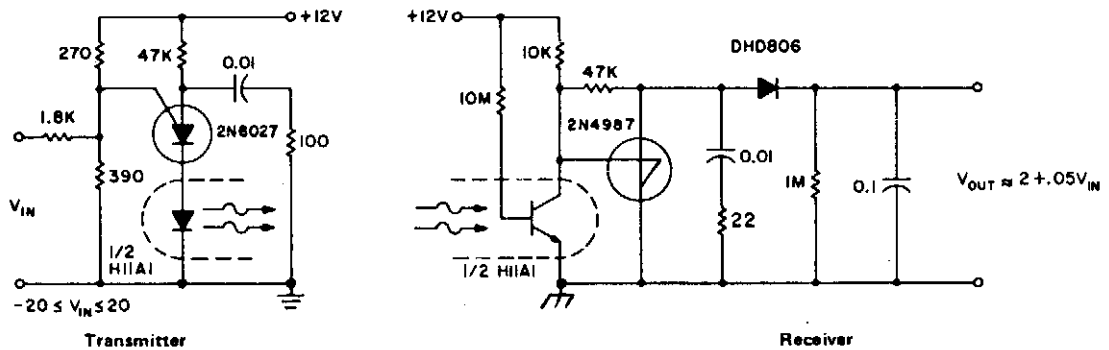 +12V
270
47K
0.01
1.8K
2N6027
100
390
V_IN
1/2
H11A1
-20 ≤ V_IN ≤ 20
Transmitter
+12V
10K
DHD806
47K
10M
2N4987
0.01
1M
0.1
V_OUT ≈ 2+.05V_IN
22
1/2 H11A1
Receiver